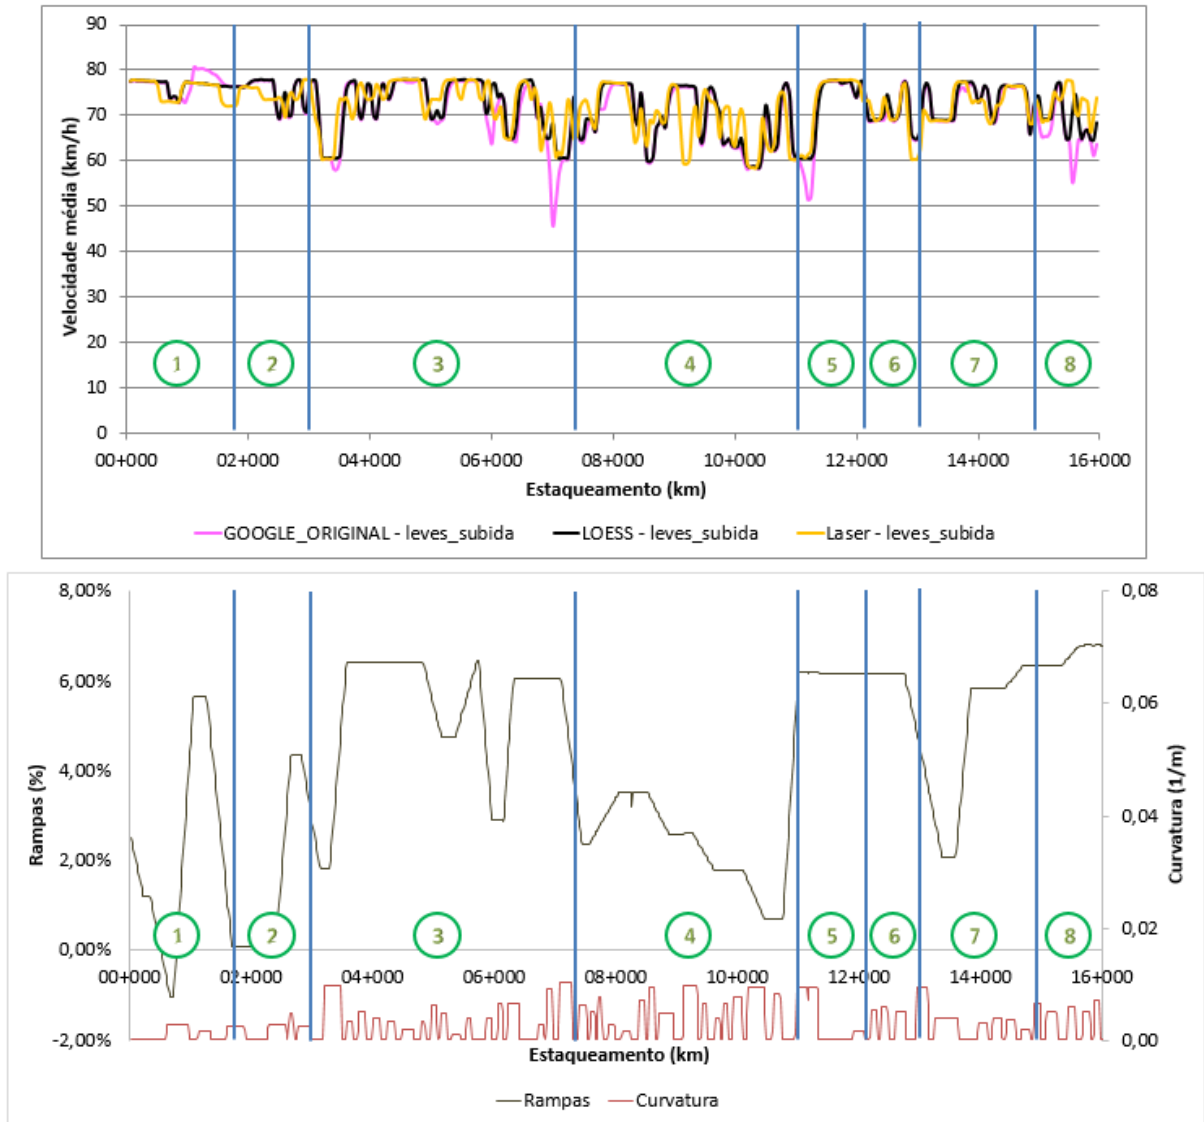 90
80
70
60
50
40
30
20
10
0
Velocidade média (km/h)
1 2 3 4 5 6 7 8
00+000 02+000 04+000 06+000 08+000 10+000 12+000 14+000 16+000
Estaqueamento (km)
GOOGLE_ORIGINAL - leves_subida LOESS - leves_subida Laser - leves_subida
8,00%
6,00%
4,00%
2,00%
0,00%
-2,00%
Rampas (%)
0,08
0,06
0,04
0,02
0,00
Curvatura (1/m)
1 2 3 4 5 6 7 8
00+000 02+000 04+000 06+000 08+000 10+000 12+000 14+000 16+000
Estaqueamento (km)
Rampas Curvatura